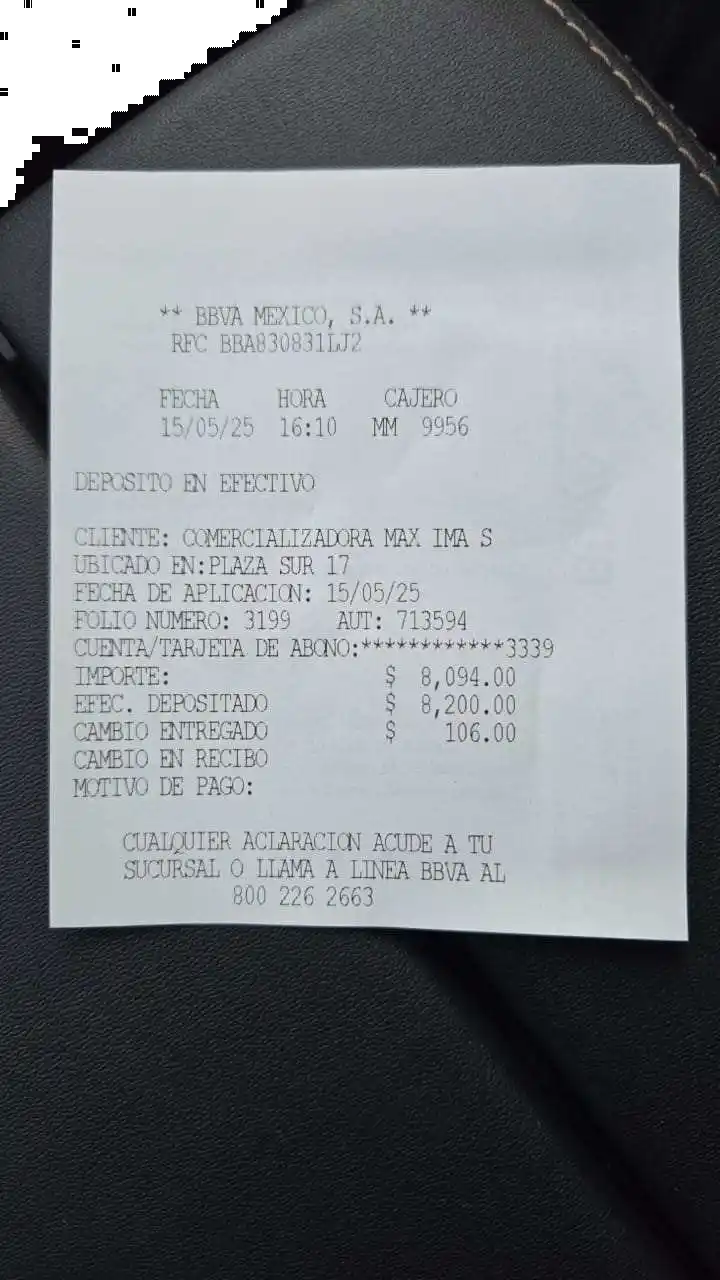 ** BBVA MEXICO, S.A. **
RFC BBA830831LJ2
FECHA HORA CAJERO
15/05/25 16:10 MM 9956
DEPOSITO EN EFECTIVO
CLIENTE: COMERCIALIZADORA MAX IMA S
UBICADO EN:PLAZA SUR 17
FECHA DE APLICACION: 15/05/25
FOLIO NUMERO: 3199 AUT: 713594
CUENTA/TARJETA DE ABONO:************3339
IMPORTE: $ 8,094.00
EFEC. DEPOSITADO $ 8,200.00
CAMBIO ENTREGADO $ 106.00
CAMBIO EN RECIBO
MOTIVO DE PAGO:
CUALQUIER ACLARACION ACUDE A TU
SUCURSAL O LLAMA A LINEA BBVA AL
800 226 2663